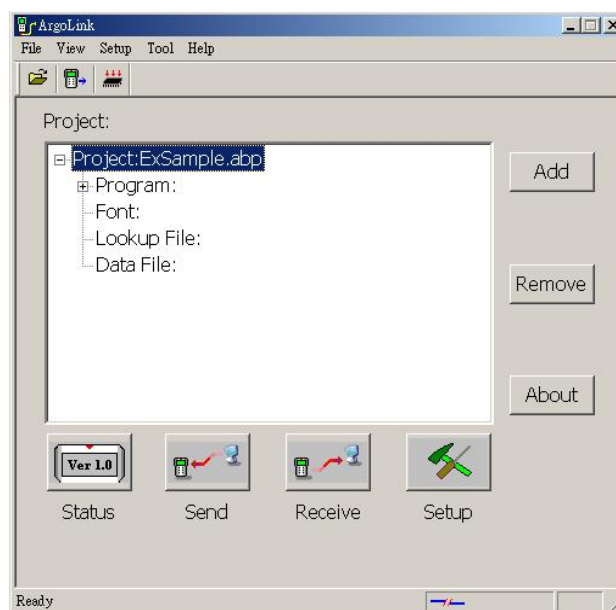 ArgoLink
File View Setup Tool Help
Project:
Project:ExSample.abp
Program:
Font:
Lookup File:
Data File:
Add
Remove
About
Ver 1.0
Status Send Receive Setup
Ready